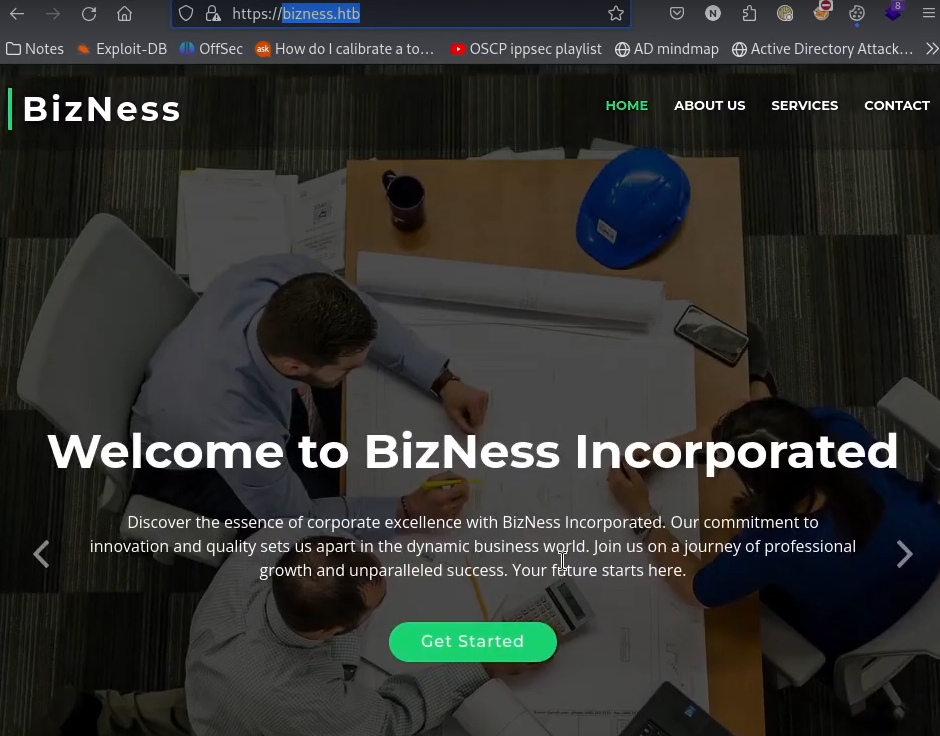 https://bizness.htb
8
Notes Exploit-DB OffSec ask How do I calibrate a to... OSCP ippsec playlist AD mindmap Active Directory Attack...
BizNess
HOME ABOUT US SERVICES CONTACT
Welcome to BizNess Incorporated
Discover the essence of corporate excellence with BizNess Incorporated. Our commitment to
innovation and quality sets us apart in the dynamic business world. Join us on a journey of professional
growth and unparalleled success. Your future starts here.
Get Started